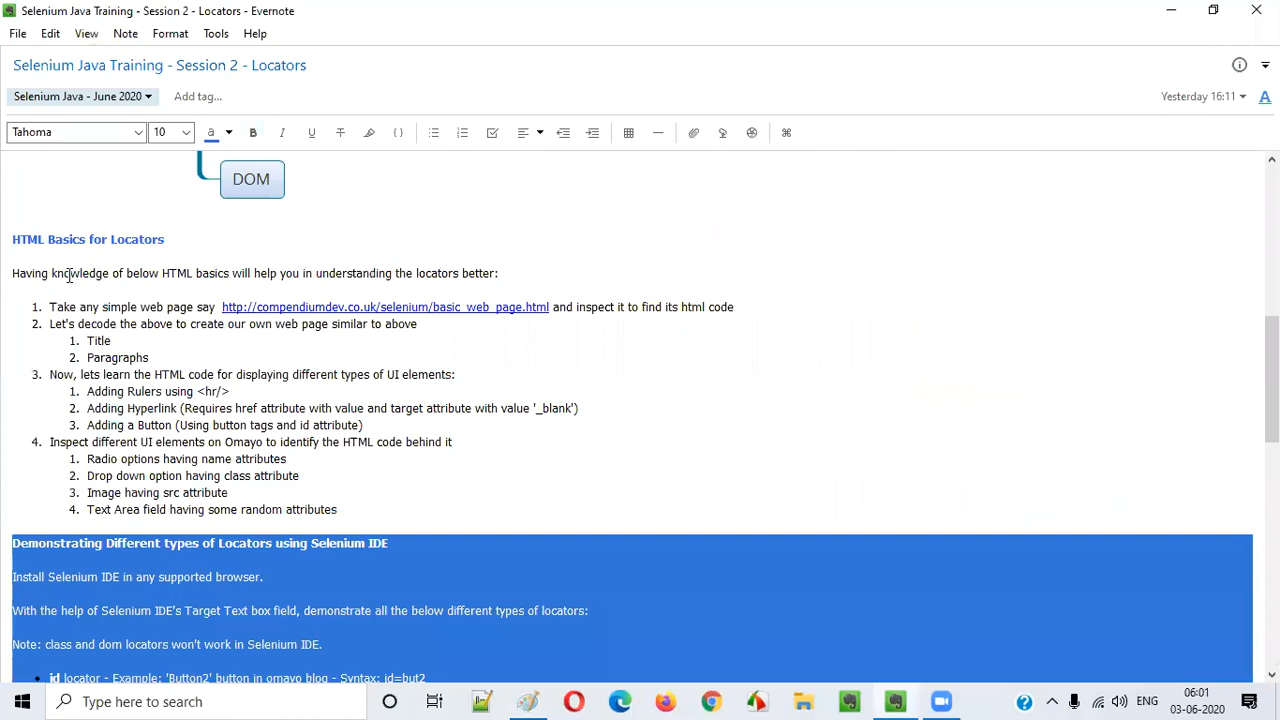 Selenium Java Training - Session 2 - Locators - Evernote
File Edit View Note Format Tools Help
Selenium Java Training - Session 2 - Locators
Selenium Java - June 2020 Add tag... Yesterday 16:11
Tahoma 10
DOM
HTML Basics for Locators
Having knowledge of below HTML basics will help you in understanding the locators better:
1. Take any simple web page say http://compendiumdev.co.uk/selenium/basic_web_page.html and inspect it to find its html code
2. Let's decode the above to create our own web page similar to above
1. Title
2. Paragraphs
3. Now, lets learn the HTML code for displaying different types of UI elements:
1. Adding Rulers using <hr/>
2. Adding Hyperlink (Requires href attribute with value and target attribute with value '_blank')
3. Adding a Button (Using button tags and id attribute)
4. Inspect different UI elements on Omayo to identify the HTML code behind it
1. Radio options having name attributes
2. Drop down option having class attribute
3. Image having src attribute
4. Text Area field having some random attributes
Demonstrating Different types of Locators using Selenium IDE
Install Selenium IDE in any supported browser.
With the help of Selenium IDE's Target Text box field, demonstrate all the below different types of locators:
Note: class and dom locators won't work in Selenium IDE.
• id locator - Example: 'Button2' button in omayo blog - Syntax: id=but2
Type here to search
ENG
06:01
03-06-2020